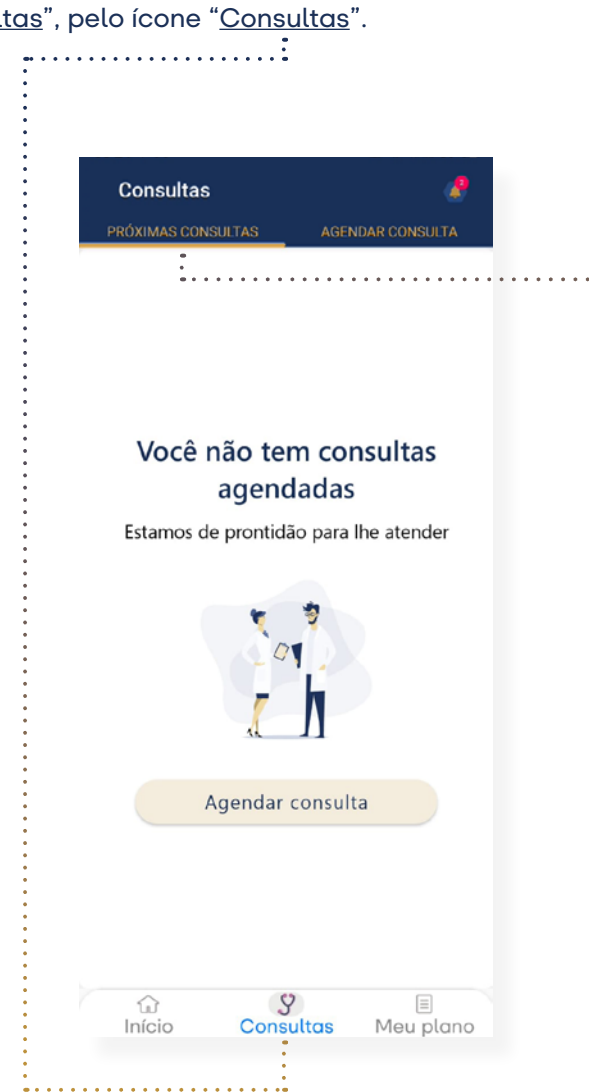 tas”, pelo ícone “Consultas”.
Consultas
2
PRÓXIMAS CONSULTAS
AGENDAR CONSULTA
Você não tem consultas
agendadas
Estamos de prontidão para lhe atender
Agendar consulta
Início
Consultas
Meu plano